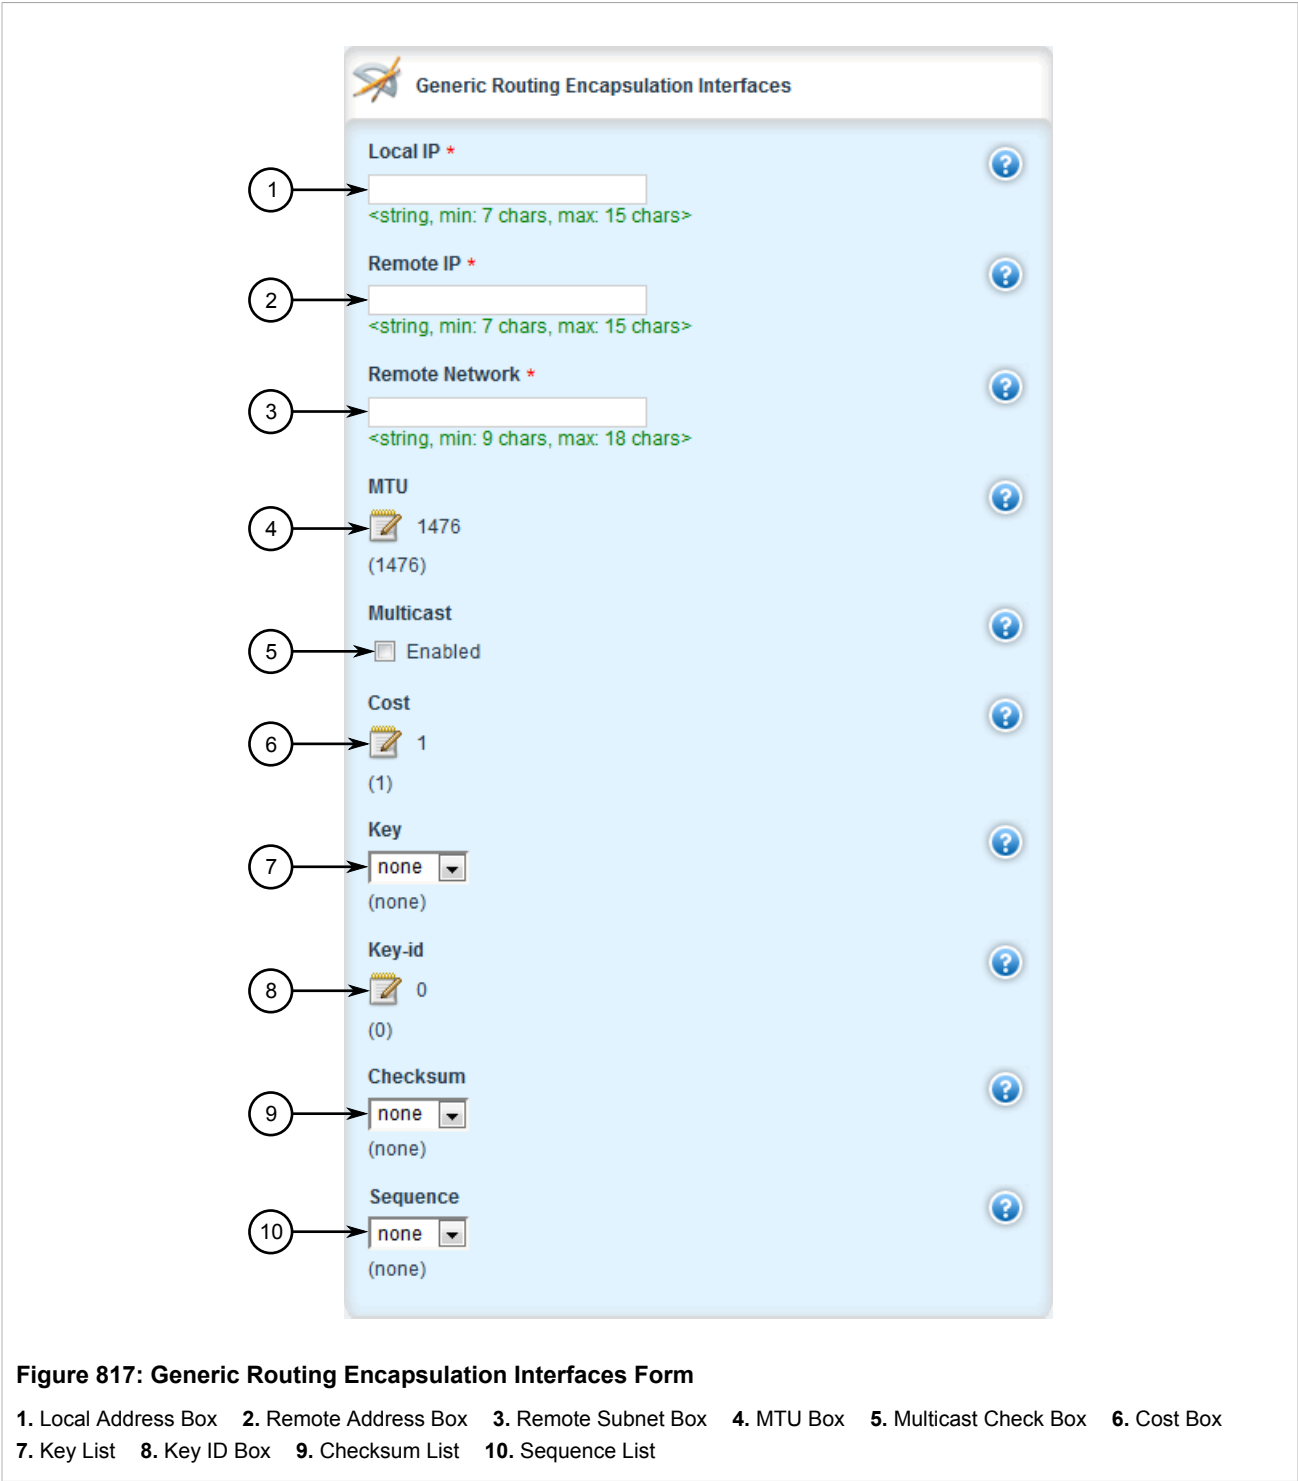 Generic Routing Encapsulation Interfaces
Local IP *
1
<string, min: 7 chars, max: 15 chars>
Remote IP *
2
<string, min: 7 chars, max: 15 chars>
Remote Network *
3
<string, min: 9 chars, max: 18 chars>
MTU
4 1476
(1476)
Multicast
5 Enabled
Cost
6 1
(1)
Key
7 none
(none)
Key-id
8 0
(0)
Checksum
9 none
(none)
Sequence
10 none
(none)
Figure 817: Generic Routing Encapsulation Interfaces Form
1. Local Address Box 2. Remote Address Box 3. Remote Subnet Box 4. MTU Box 5. Multicast Check Box 6. Cost Box
7. Key List 8. Key ID Box 9. Checksum List 10. Sequence List